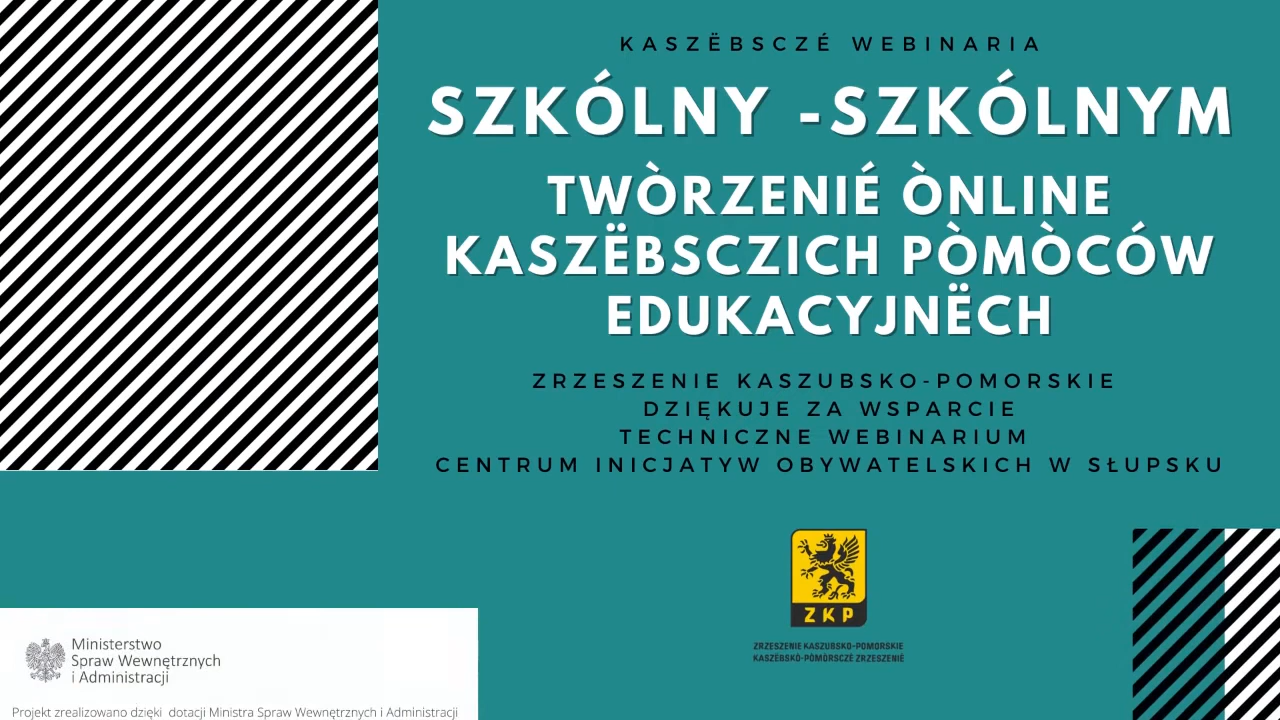 KASZËBSCZÉ WEBINARIA
SZKÓLNY -SZKÓLNYM
TWÒRZENIÉ ÒNLINE
KASZËBSCZICH PÒMÒCÓW
EDUKACYJNËCH
ZRZESZENIE KASZUBSKO-POMORSKIE
DZIĘKUJE ZA WSPARCIE
TECHNICZNE WEBINARIUM
CENTRUM INICJATYW OBYWATELSKICH W SŁUPSKU
ZKP
ZRZESZENIE KASZUBSKO-POMORSKIE
KASZËBSKÒ-PÒMÒRSCZÉ ZRZESZENIÉ
Ministerstwo
Spraw Wewnętrznych
i Administracji
Projekt zrealizowano dzięki dotacji Ministra Spraw Wewnętrznych i Administracji